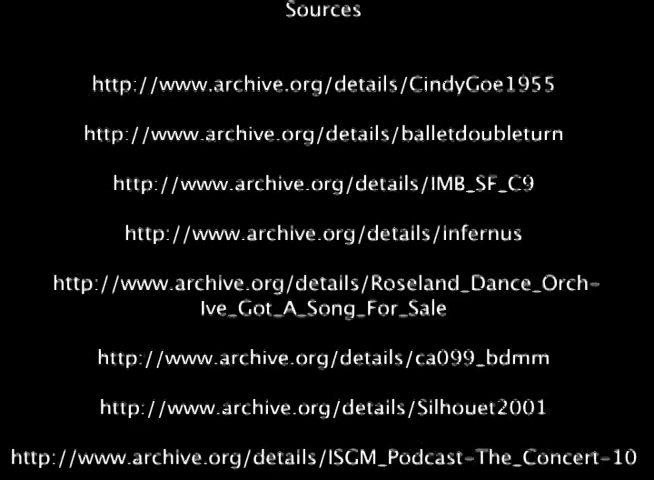 Sources
http://www.archive.org/details/CindyGoe1955
http://www.archive.org/details/balletdoubleturn
http://www.archive.org/details/IMB_SF_C9
http://www.archive.org/details/infernus
http://www.archive.org/details/Roseland_Dance_Orch-
Ive_Got_A_Song_For_Sale
http://www.archive.org/details/ca099_bdmm
http://www.archive.org/details/Silhouet2001
http://www.archive.org/details/ISGM_Podcast-The_Concert-10